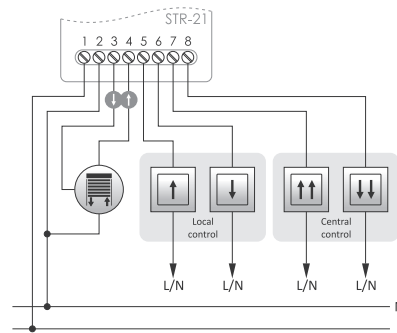 STR-21
1 2 3 4 5 6 7 8
Local
control
Central
control
L/N L/N L/N L/N